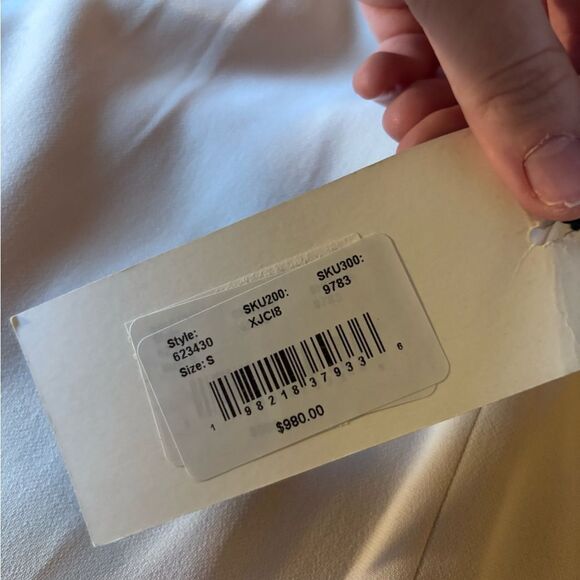 Style:
623430
SKU200:
XJCI8
SKU300:
9783
Size: S
1 98218 37933 6
$980.00